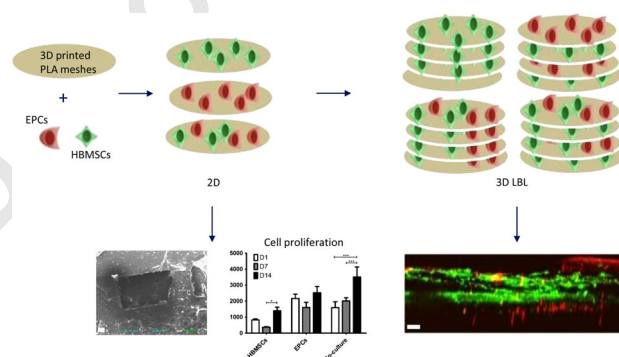 3D printed
PLA meshes
+
EPCs
HBMSCs
2D
3D LBL
Cell proliferation
5000
4000
3000
2000
1000
0
D1
D7
D14
*
***
***
HBMSCs
EPCs
Co-culture